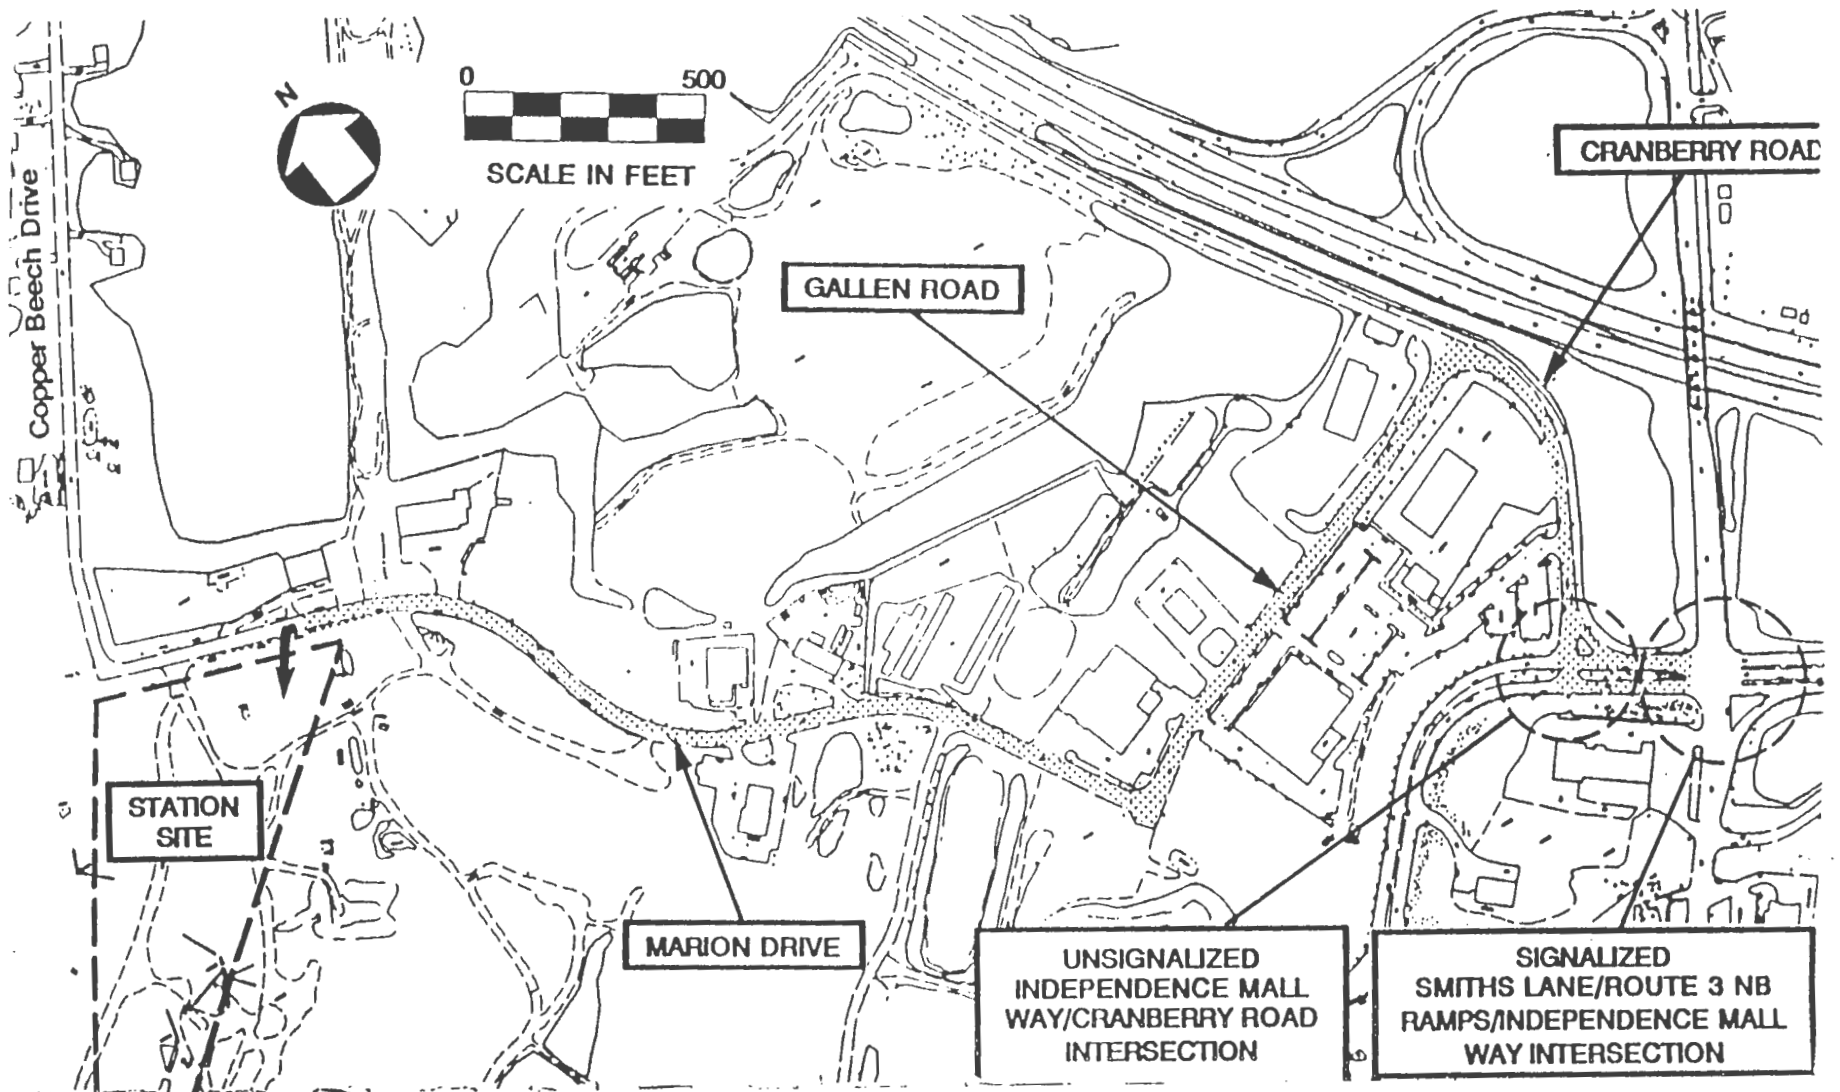 0 500
N
SCALE IN FEET
Copper Beech Drive
CRANBERRY ROAD
GALLEN ROAD
STATION
SITE
MARION DRIVE
UNSIGNALIZED
INDEPENDENCE MALL
WAY/CRANBERRY ROAD
INTERSECTION
SIGNALIZED
SMITHS LANE/ROUTE 3 NB
RAMPS/INDEPENDENCE MALL
WAY INTERSECTION